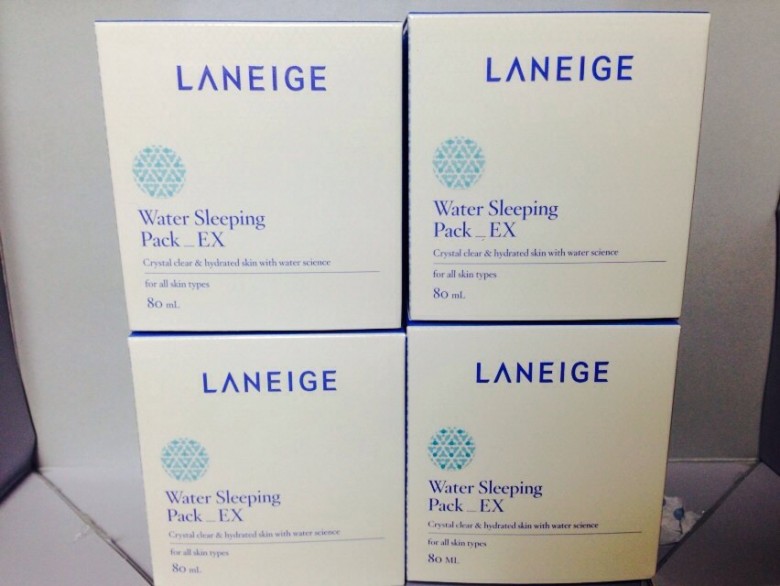 LANEIGE
Water Sleeping
Pack _ EX
Crystal clear & hydrated skin with water science
for all skin types
80 mL
LANEIGE
Water Sleeping
Pack _ EX
Crystal clear & hydrated skin with water science
for all skin types
80 mL
LANEIGE
Water Sleeping
Pack _ EX
Crystal clear & hydrated skin with water science
for all skin types
80 mL
LANEIGE
Water Sleeping
Pack _ EX
Crystal clear & hydrated skin with water science
for all skin types
80 ML